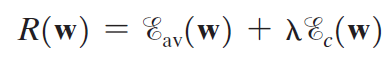 R(w) = ℰav(w) + λℰc(w)